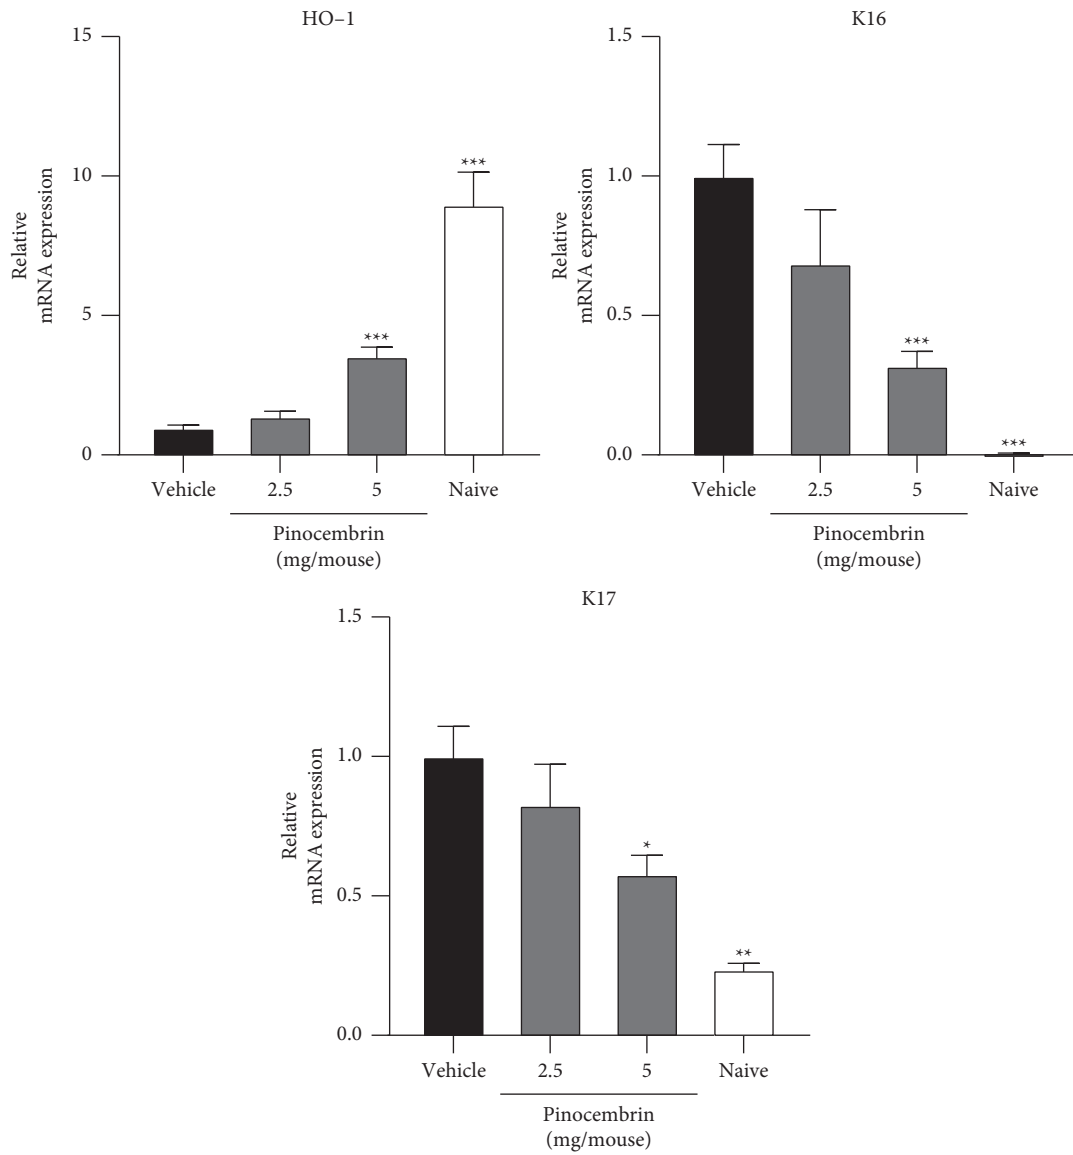 HO–1
15
10
5
0
Relative
mRNA expression
***
***
Vehicle
2.5
5
Naive
Pinocembrin
(mg/mouse)
K16
1.5
1.0
0.5
0.0
Relative
mRNA expression
***
***
Vehicle
2.5
5
Naive
Pinocembrin
(mg/mouse)
K17
1.5
1.0
0.5
0.0
Relative
mRNA expression
*
**
Vehicle
2.5
5
Naive
Pinocembrin
(mg/mouse)